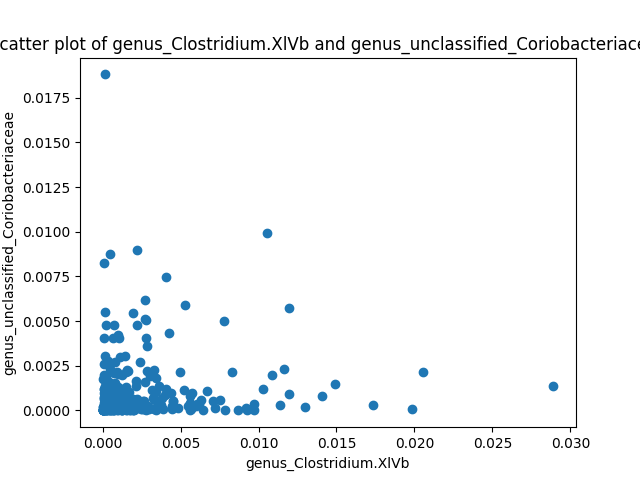 catter plot of genus_Clostridium.XlVb and genus_unclassified_Coriobacteriace
0.0175
0.0150
0.0125
0.0100
0.0075
0.0050
0.0025
0.0000
genus_unclassified_Coriobacteriaceae
0.000 0.005 0.010 0.015 0.020 0.025 0.030
genus_Clostridium.XlVb